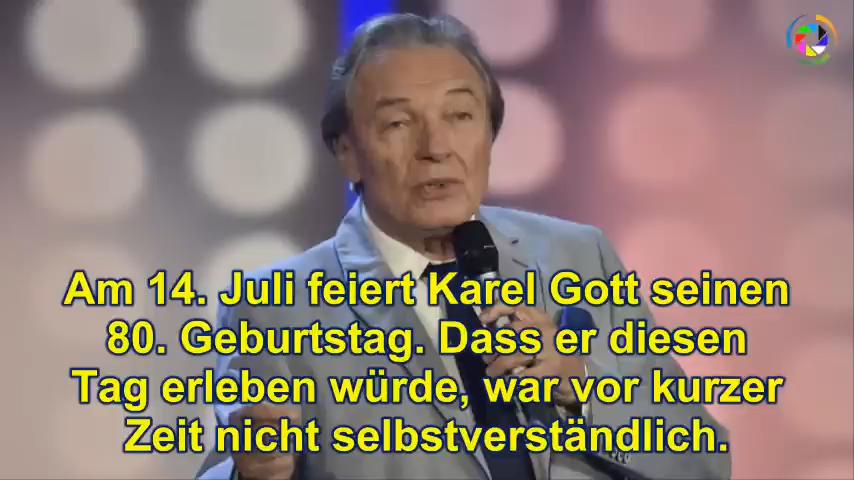 Am 14. Juli feiert Karel Gott seinen
80. Geburtstag. Dass er diesen
Tag erleben würde, war vor kurzer
Zeit nicht selbstverständlich.